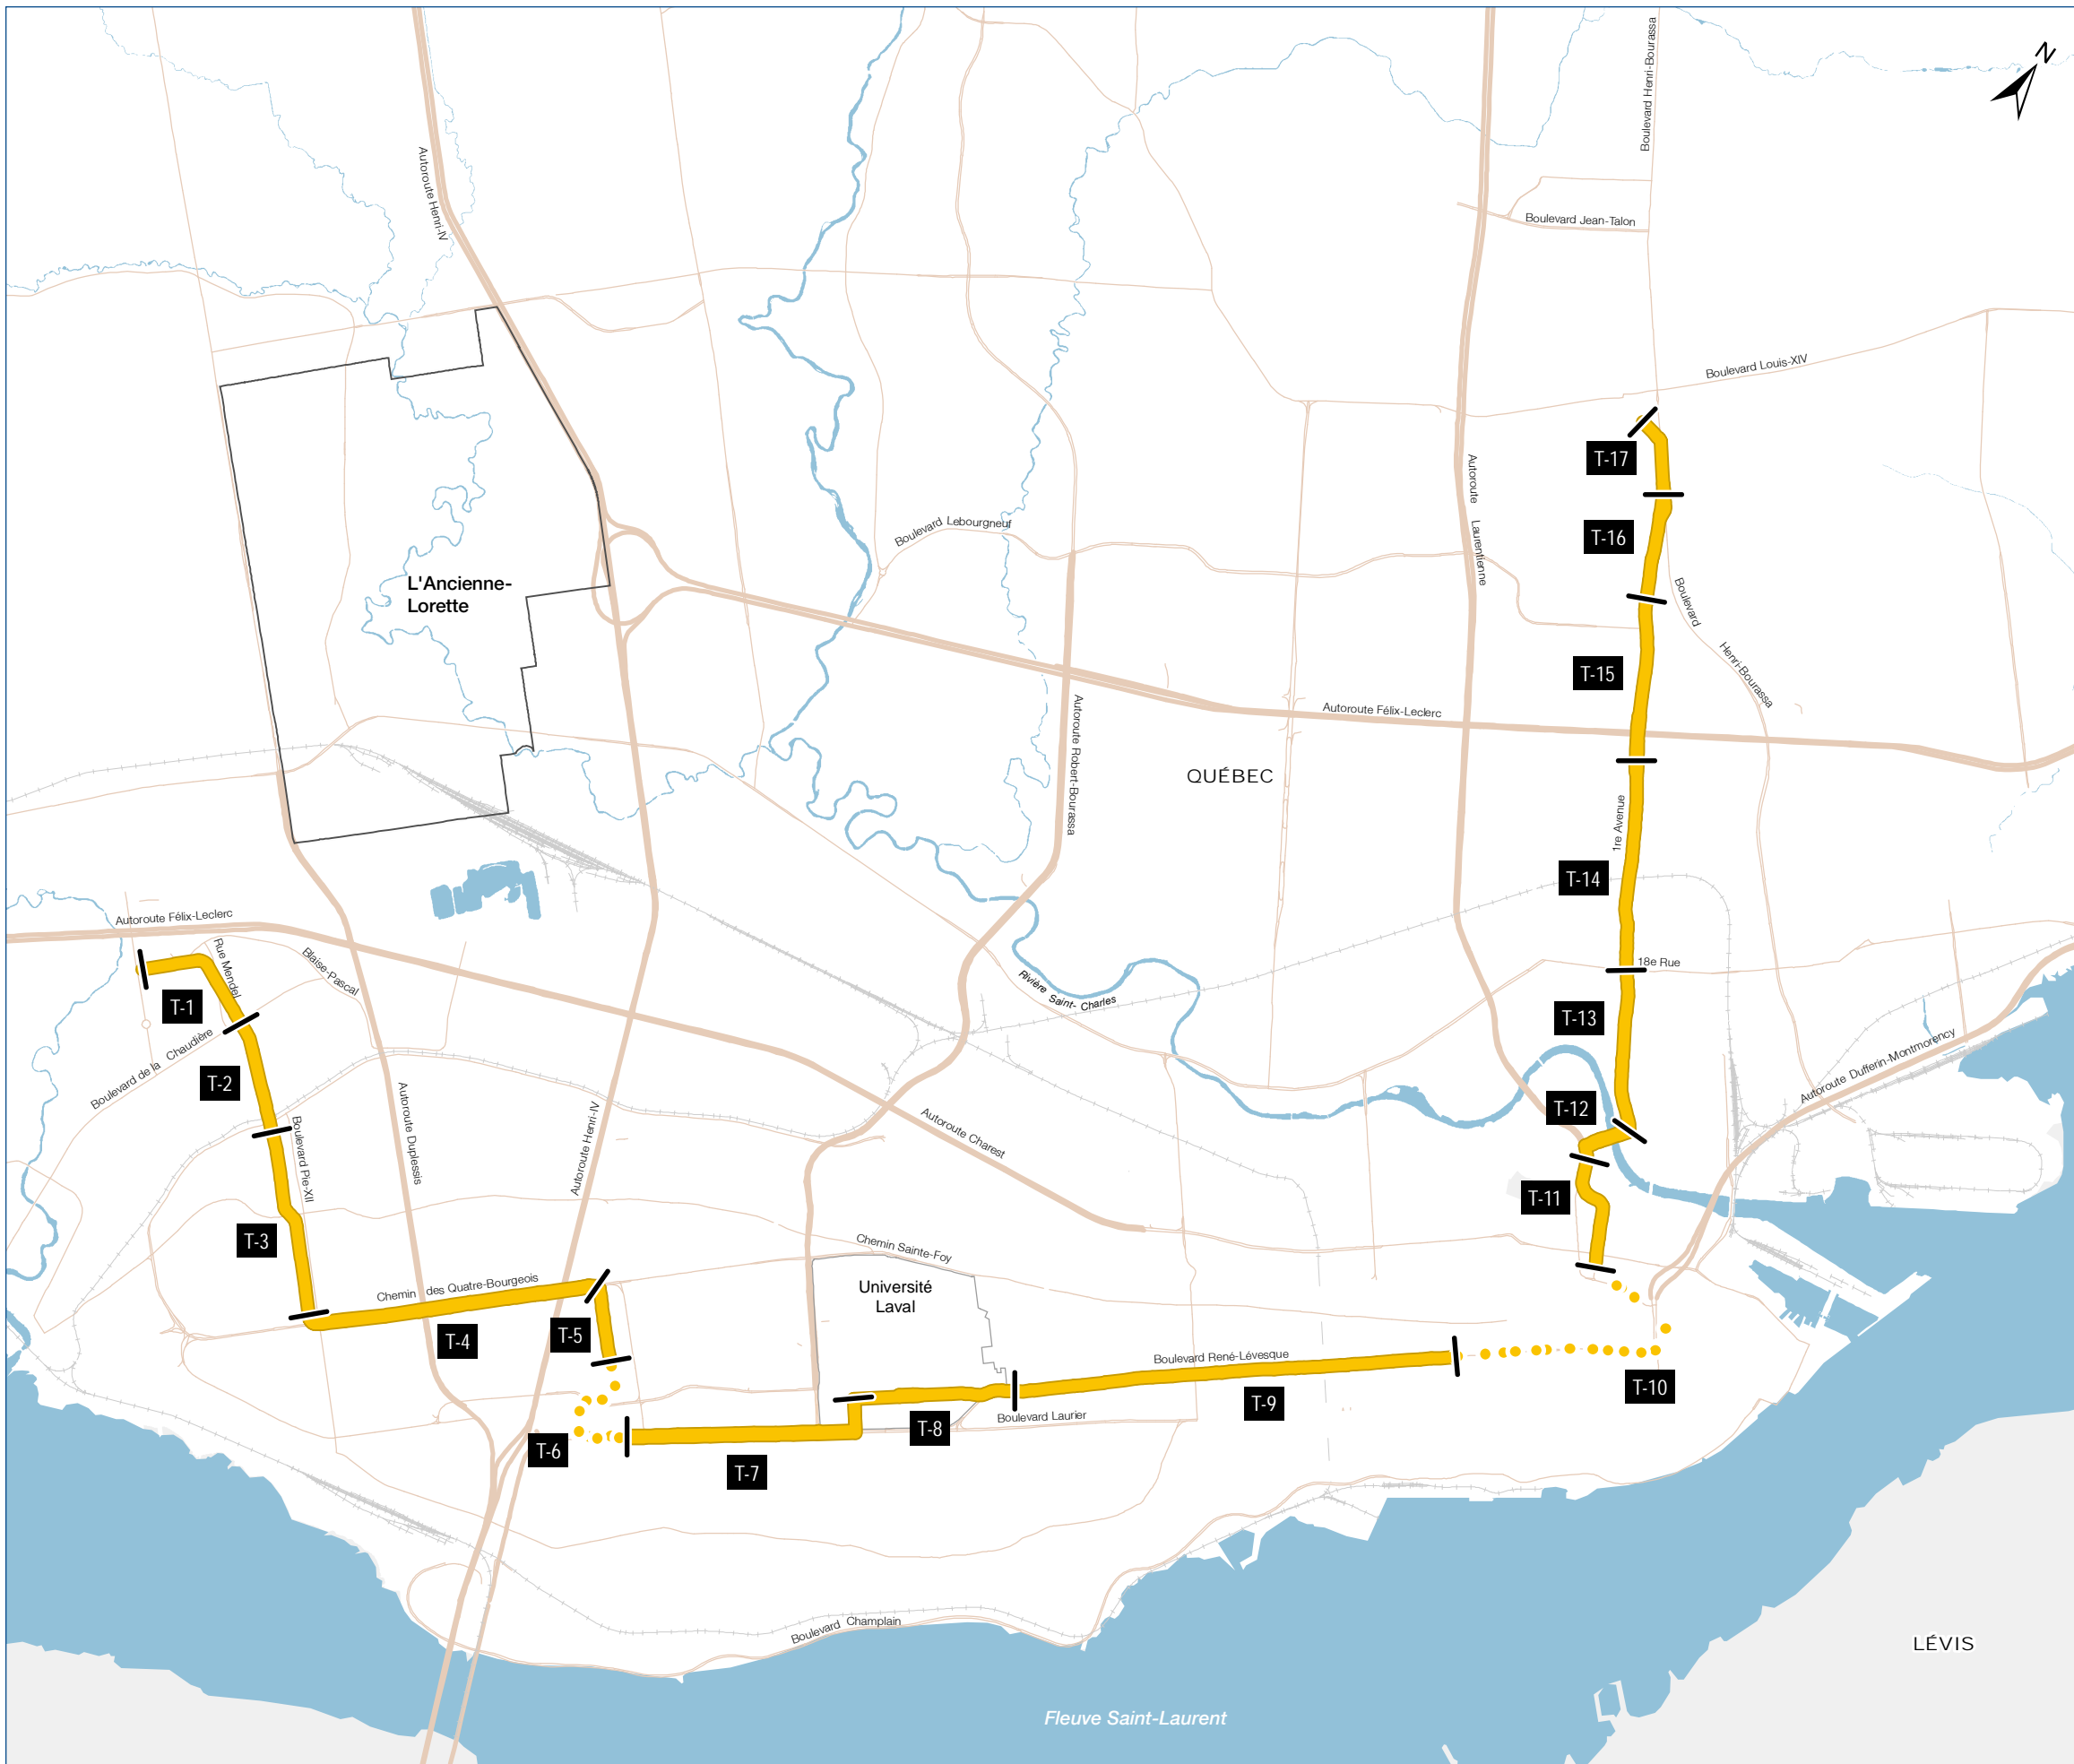 Boulevard Henri-Bourassa
N
Autoroute Henri-IV
Boulevard Jean-Talon
Boulevard Louis-XIV
T-17
Autoroute Laurentienne
Boulevard Lebourgneuf
T-16
L'Ancienne-
Lorette
Boulevard Henri-Bourassa
T-15
Autoroute Félix-Leclerc
Autoroute Robert-Bourassa
QUÉBEC
1re Avenue
T-14
Autoroute Félix-Leclerc
Rue Mendel
Blaise-Pascal
18e Rue
Rivière Saint-Charles
T-1
T-13
Boulevard de la Chaudière
T-2
Autoroute Dufferin-Montmorency
T-12
Autoroute Duplessis
Autoroute Henri-IV
Autoroute Charest
Boulevard Pie-XII
T-11
T-3
Chemin Sainte-Foy
Chemin des Quatre-Bourgeois
Université
Laval
T-4
T-5
Boulevard René-Lévesque
T-10
T-9
Boulevard Laurier
T-8
T-6
T-7
Boulevard Champlain
LÉVIS
Fleuve Saint-Laurent